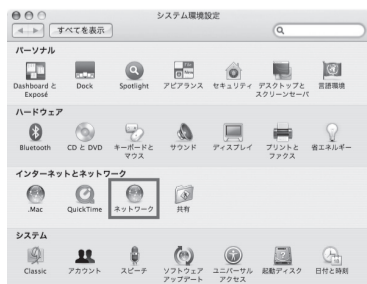 システム環境設定
すべてを表示
パーソナル
Dashboard と Exposé
Dock
Spotlight
アピアランス
セキュリティ
デスクトップと スクリーンセーバ
言語環境
ハードウェア
Bluetooth
CD と DVD
キーボードと マウス
サウンド
ディスプレイ
プリントと ファクス
省エネルギー
インターネットとネットワーク
.Mac
QuickTime
ネットワーク
共有
システム
Classic
アカウント
スピーチ
ソフトウェア アップデート
ユニバーサル アクセス
起動ディスク
日付と時刻